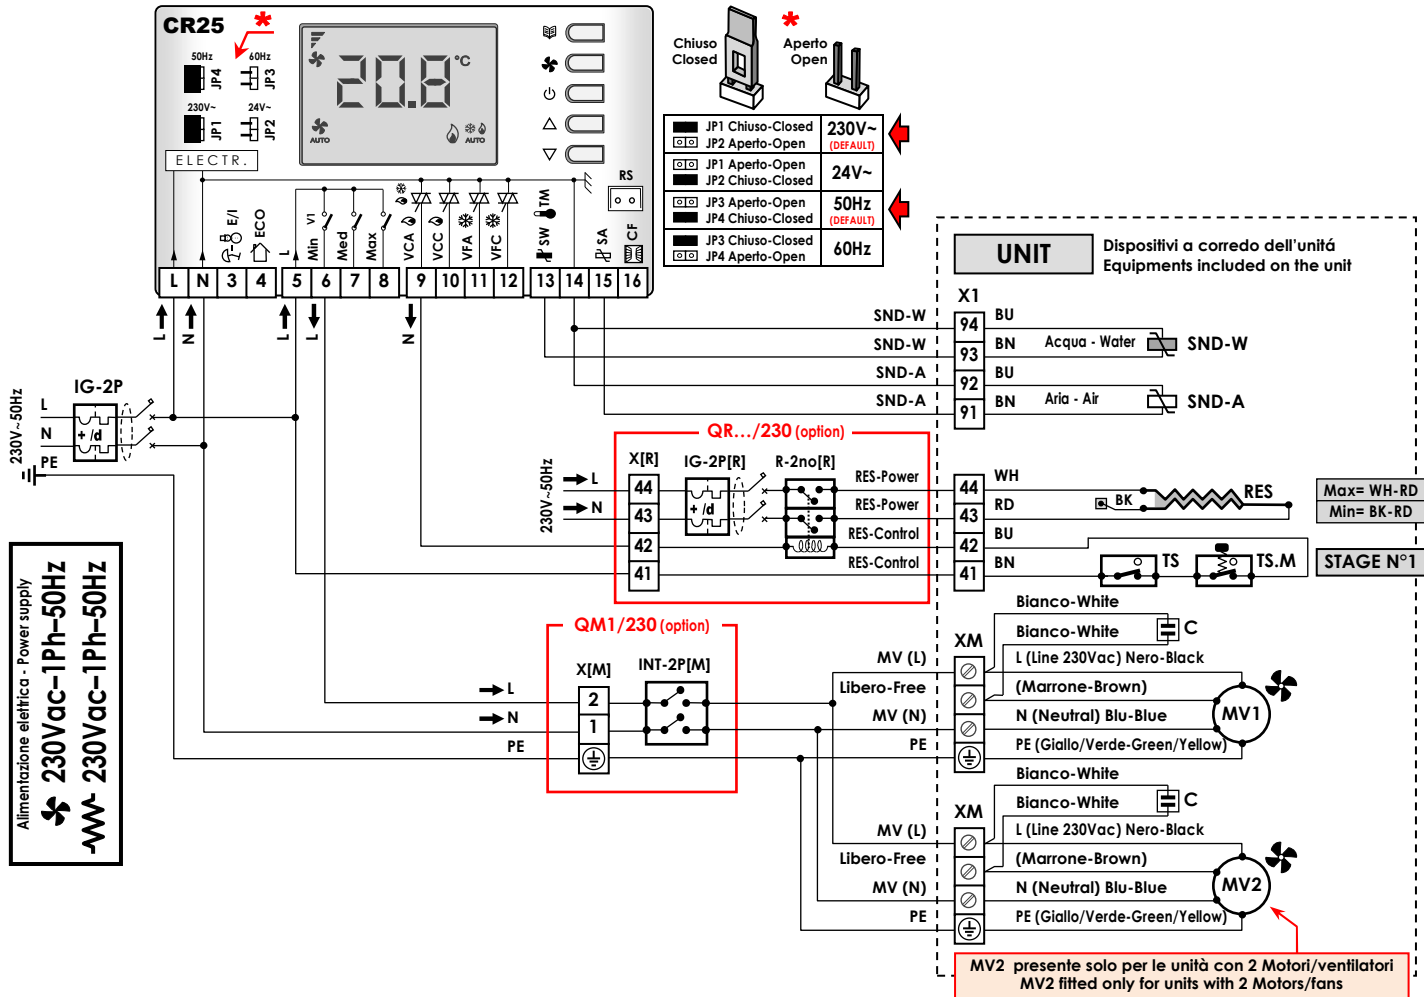 CR25
*
50Hz
JP4
60Hz
JP3
230V~
JP1
24V~
JP2
ELECTR.
20.8 °C
AUTO
AUTO
RS
L
Min
V1
Med
Max
VCA
VCC
VFA
VFC
SW
TM
SA
CF
E/I
ECO
L N 3 4 5 6 7 8 9 10 11 12 13 14 15 16
L
N
L
L
N
Chiuso
Closed
*
Aperto
Open
JP1 Chiuso-Closed
JP2 Aperto-Open
230V~
(DEFAULT)
JP1 Aperto-Open
JP2 Chiuso-Closed
24V~
JP3 Aperto-Open
JP4 Chiuso-Closed
50Hz
(DEFAULT)
JP3 Chiuso-Closed
JP4 Aperto-Open
60Hz
UNIT
Dispositivi a corredo dell'unitá
Equipments included on the unit
X1
SND-W 94 BU
SND-W 93 BN
Acqua - Water SND-W
SND-A 92 BU
SND-A 91 BN
Aria - Air SND-A
230V~50Hz
L
N
PE
IG-2P
+ /d
QR.../230 (option)
X[R]
IG-2P[R]
R-2no[R]
230V~50Hz
L
N
44
43
42
41
+ /d
RES-Power
RES-Power
RES-Control
RES-Control
44 WH
43 RD
42 BU
41 BN
BK
RES
Max= WH-RD
Min= BK-RD
TS
TS.M
STAGE N°1
Alimentazione elettrica - Power supply
230Vac-1Ph-50Hz
230Vac-1Ph-50Hz
QM1/230 (option)
X[M]
INT-2P[M]
L
N
PE
2
1
MV (L)
Libero-Free
MV (N)
PE
XM
Bianco-White
Bianco-White
C
L (Line 230Vac) Nero-Black
(Marrone-Brown)
N (Neutral) Blu-Blue
PE (Giallo/Verde-Green/Yellow)
MV1
MV (L)
Libero-Free
MV (N)
PE
XM
Bianco-White
Bianco-White
C
L (Line 230Vac) Nero-Black
(Marrone-Brown)
N (Neutral) Blu-Blue
PE (Giallo/Verde-Green/Yellow)
MV2
MV2 presente solo per le unità con 2 Motori/ventilatori
MV2 fitted only for units with 2 Motors/fans